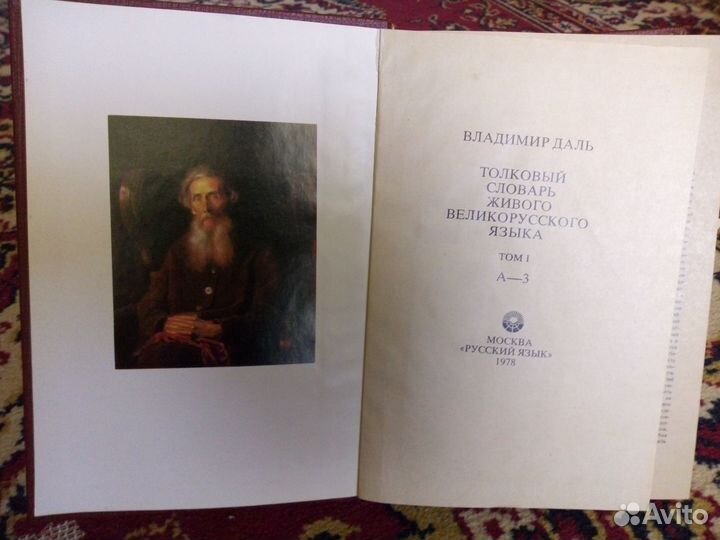 ВЛАДИМИР ДАЛЬ
ТОЛКОВЫЙ
СЛОВАРЬ
ЖИВОГО
ВЕЛИКОРУССКОГО
ЯЗЫКА
ТОМ I
А—З
МОСКВА
«РУССКИЙ ЯЗЫК»
1978
Avito